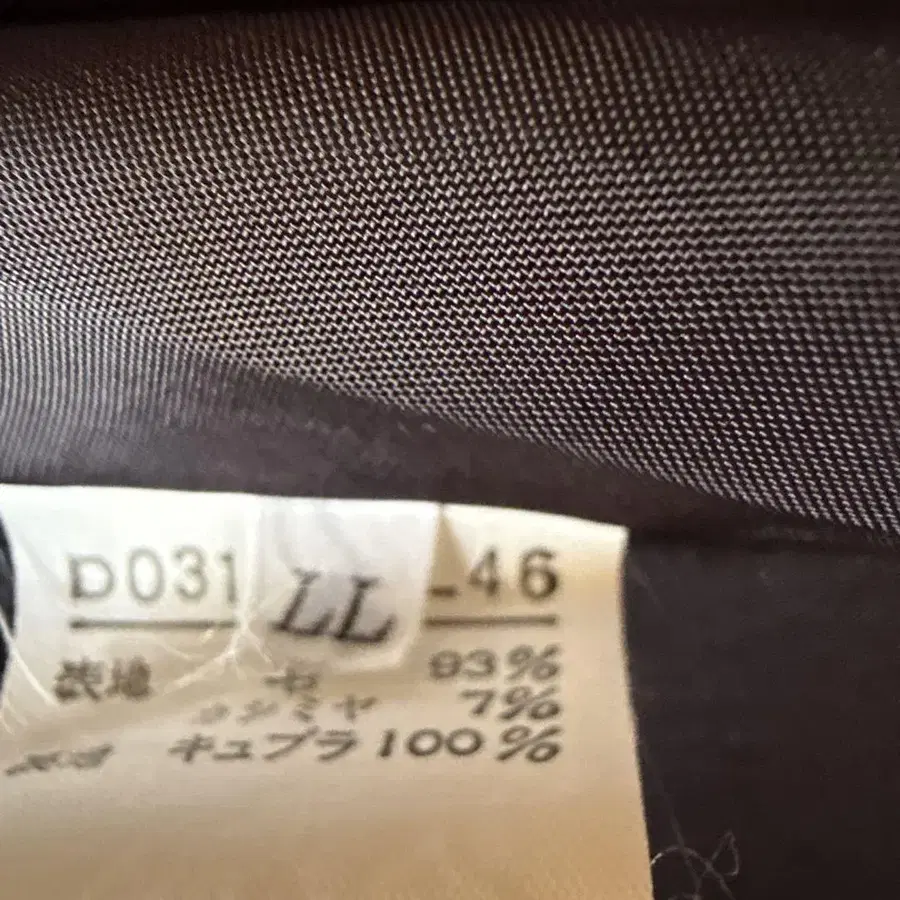 D031 LL -46
表地 毛 93%
カシミヤ 7%
裏地 キュプラ 100%